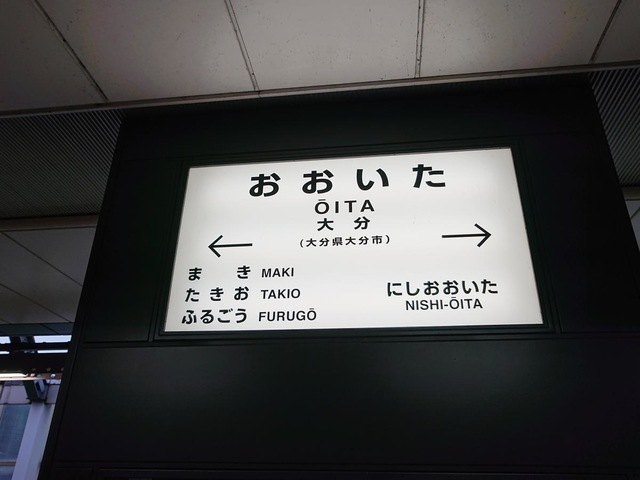 おおいた
ŌITA
大分
(大分県大分市)
← →
まき MAKI
たきお TAKIO
ふるごう FURUGŌ
にしおおいた
NISHI-ŌITA